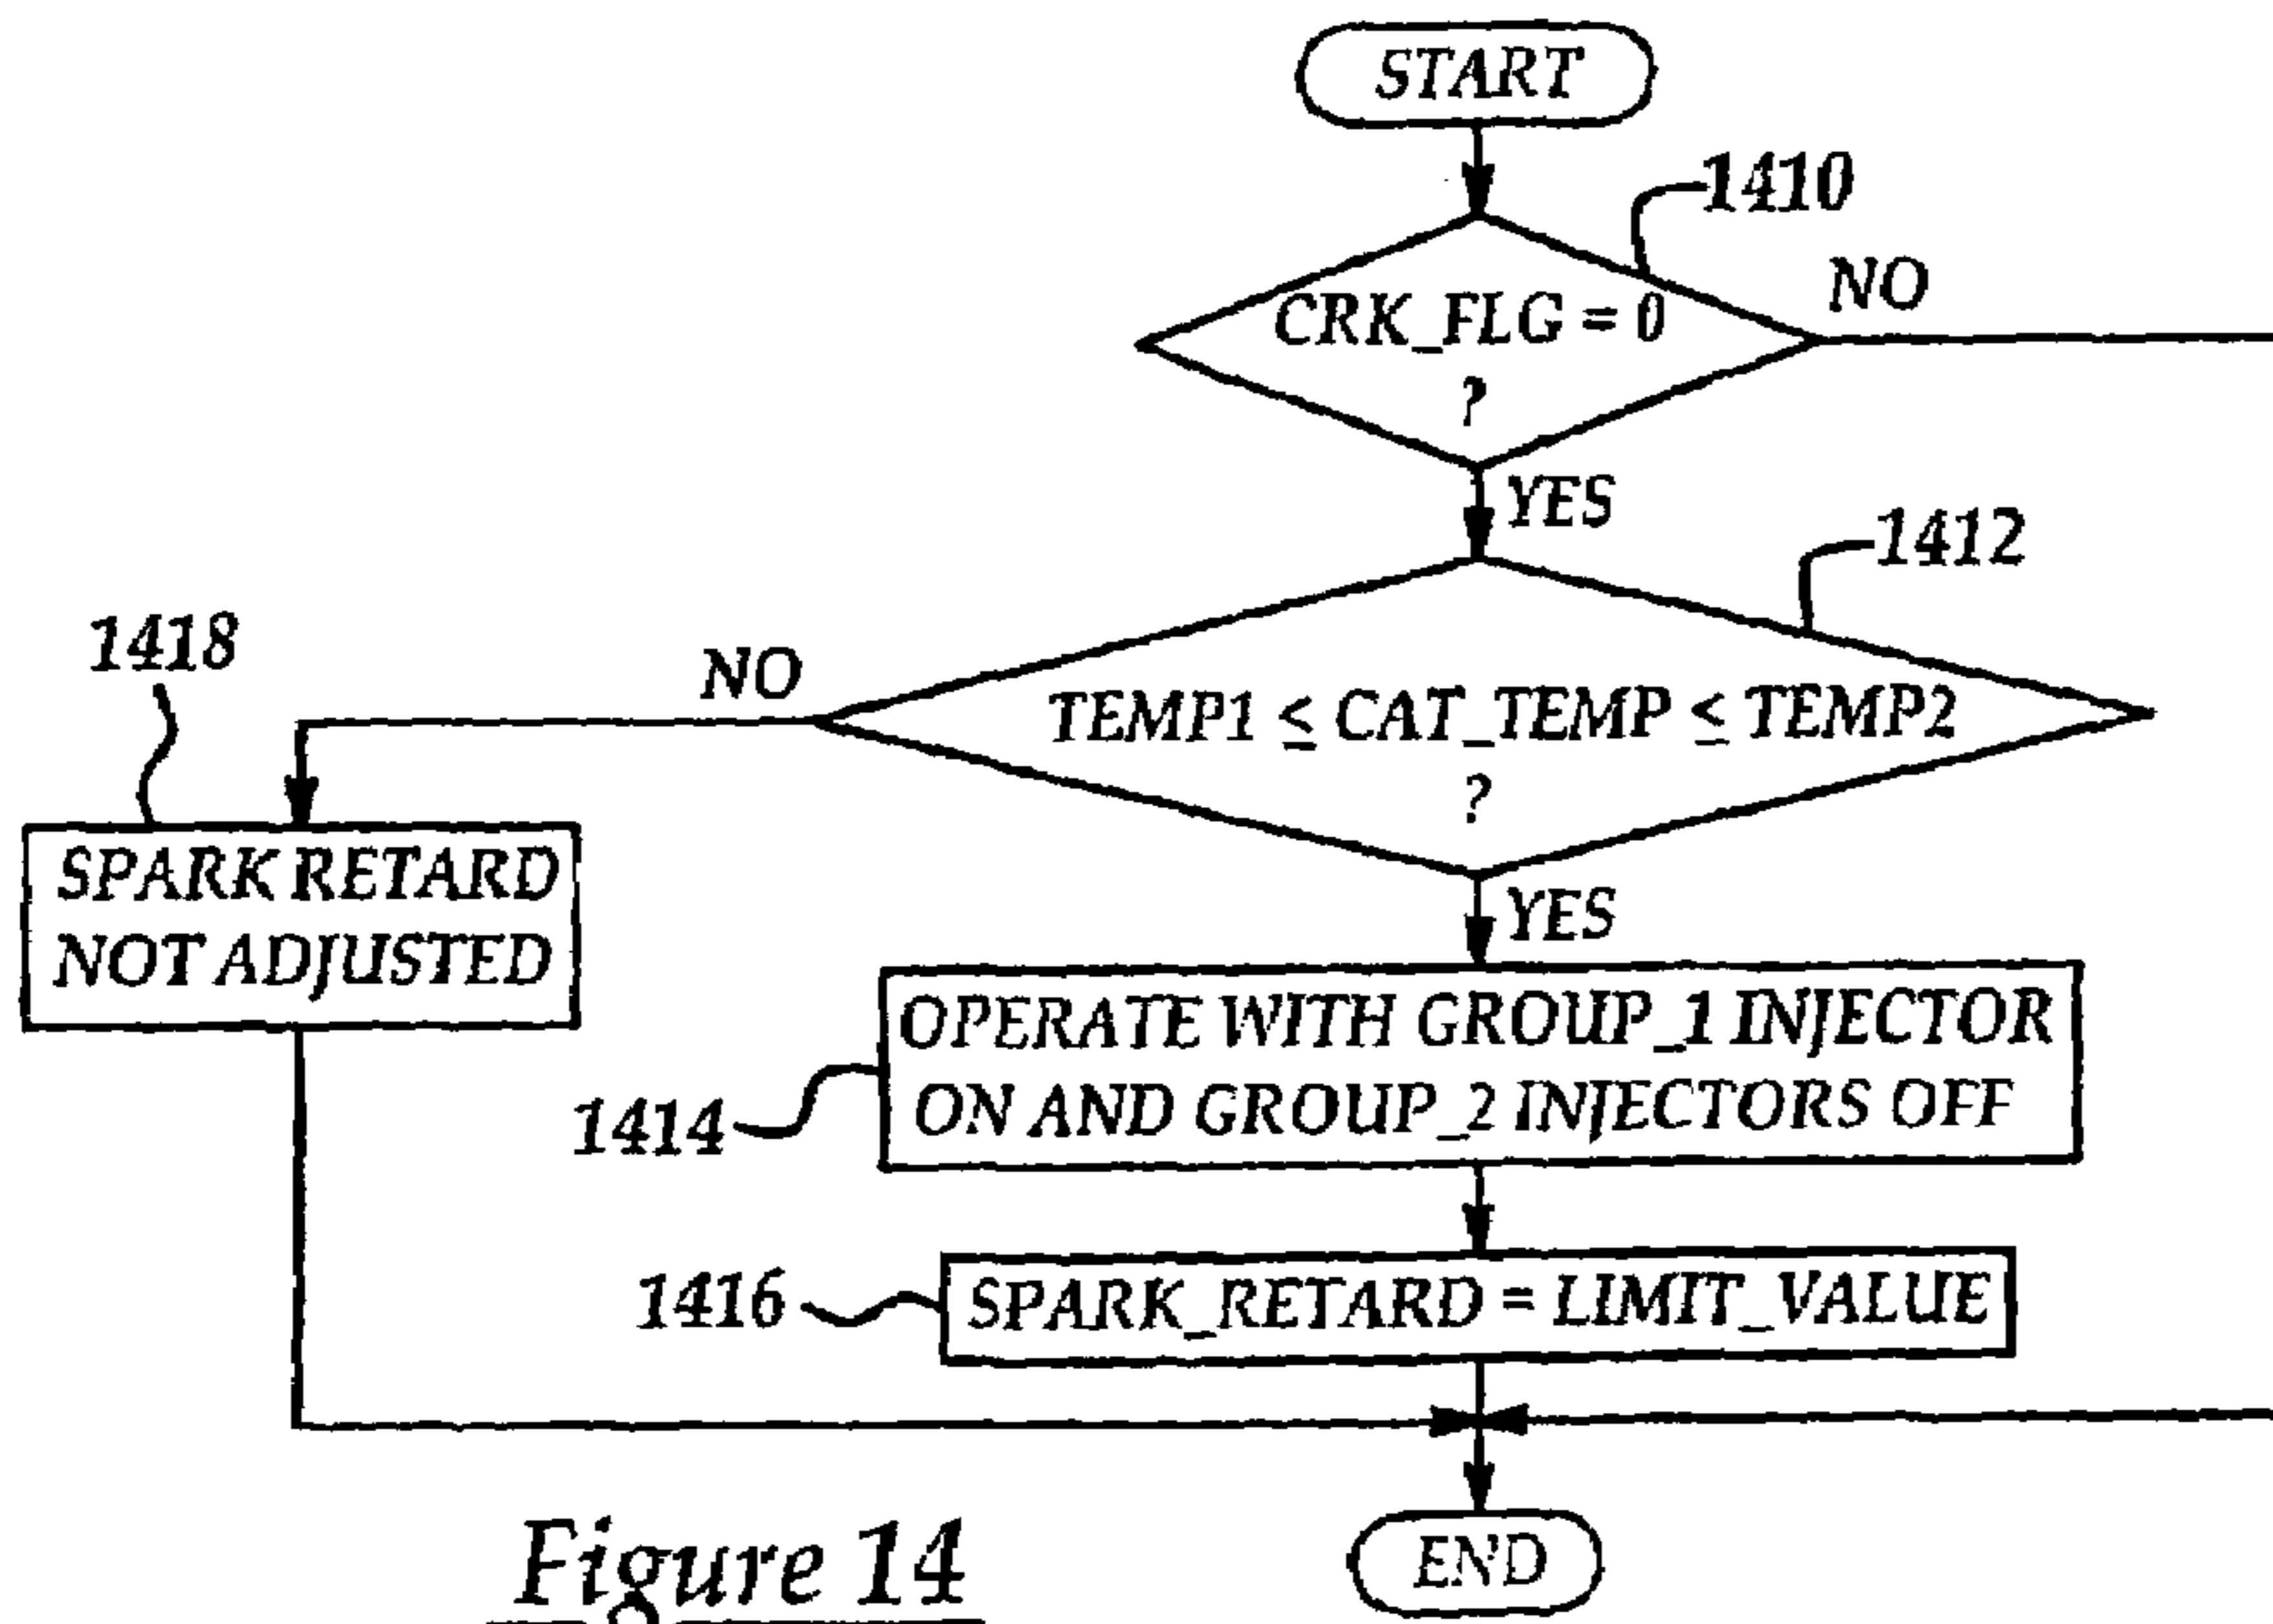 START
1410
NO
CRK_FLG = 0
?
YES
1412
1418
NO
TEMP1 ≤ CAT_TEMP ≤ TEMP2
?
SPARK RETARD
NOT ADJUSTED
YES
OPERATE WITH GROUP_1 INJECTOR
ON AND GROUP_2 INJECTORS OFF
1414
1416
SPARK_RETARD = LIMIT_VALUE
END
Figure 14